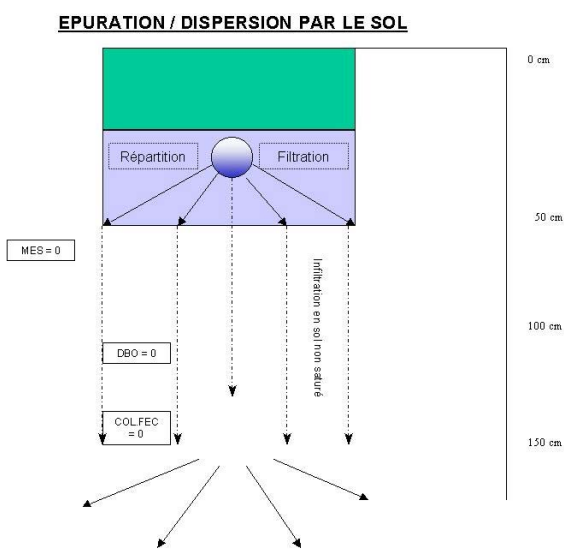 EPURATION / DISPERSION PAR LE SOL
0 cm
Répartition
Filtration
50 cm
MES = 0
Infiltration en sol non saturé
100 cm
DBO = 0
COL.FEC
= 0
150 cm